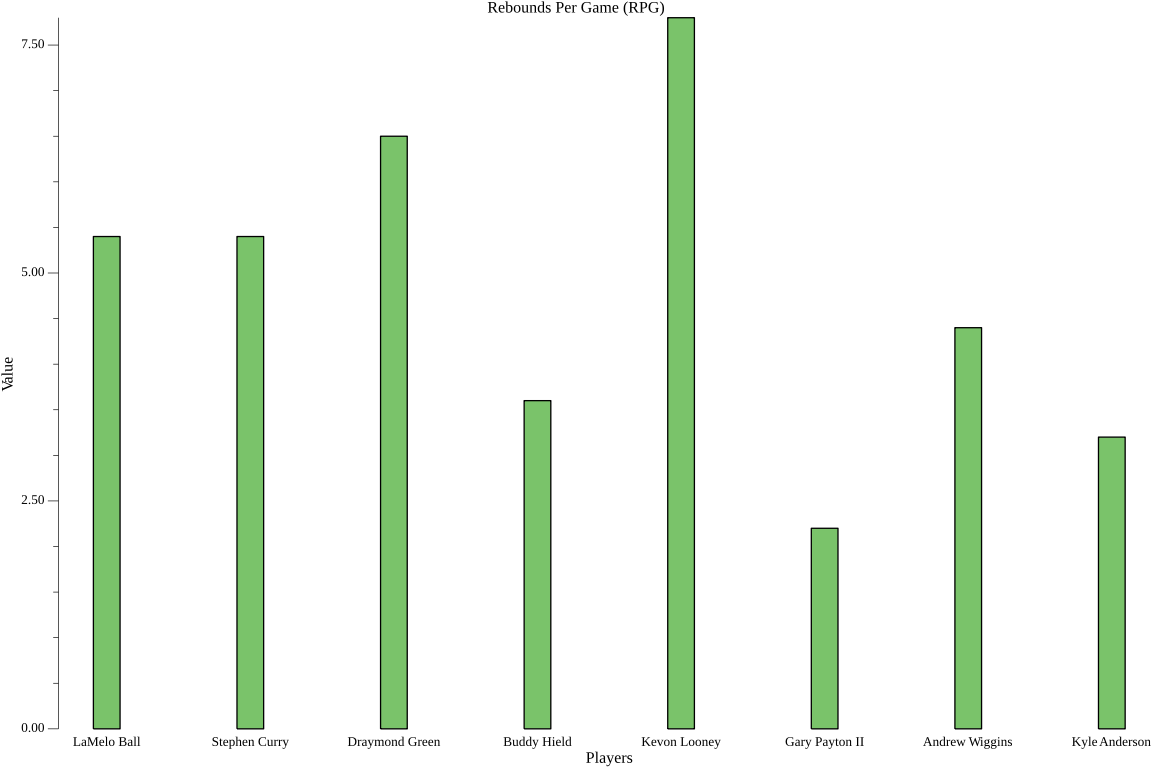 Rebounds Per Game (RPG)
7.50
5.00
2.50
0.00
Value
LaMelo Ball
Stephen Curry
Draymond Green
Buddy Hield
Kevon Looney
Gary Payton II
Andrew Wiggins
Kyle Anderson
Players